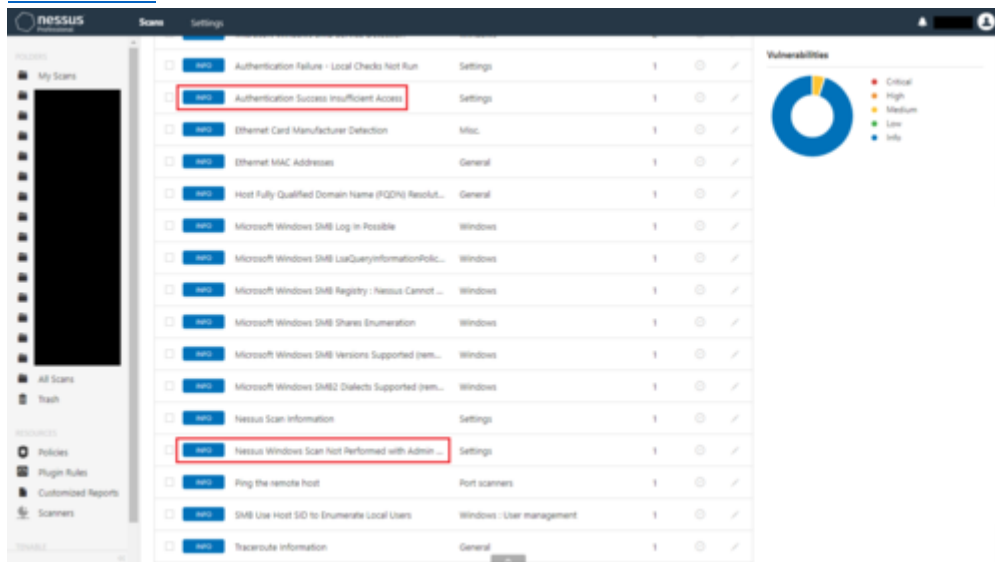 nessus
Professional
Scans
Settings
FOLDERS
My Scans
All Scans
Trash
RESOURCES
Policies
Plugin Rules
Customized Reports
Scanners
TENABLE
INFO Authentication Failure - Local Checks Not Run Settings 1
INFO Authentication Success Insufficient Access Settings 1
INFO Ethernet Card Manufacturer Detection Misc. 1
INFO Ethernet MAC Addresses General 1
INFO Host Fully Qualified Domain Name (FQDN) Resolut... General 1
INFO Microsoft Windows SMB Log In Possible Windows 1
INFO Microsoft Windows SMB LsaQueryInformationPolic... Windows 1
INFO Microsoft Windows SMB Registry : Nessus Cannot ... Windows 1
INFO Microsoft Windows SMB Shares Enumeration Windows 1
INFO Microsoft Windows SMB Versions Supported (rem... Windows 1
INFO Microsoft Windows SMB2 Dialects Supported (rem... Windows 1
INFO Nessus Scan Information Settings 1
INFO Nessus Windows Scan Not Performed with Admin ... Settings 1
INFO Ping the remote host Port scanners 1
INFO SMB Use Host SID to Enumerate Local Users Windows : User management 1
INFO Traceroute Information General 1
Vulnerabilities
Critical
High
Medium
Low
Info